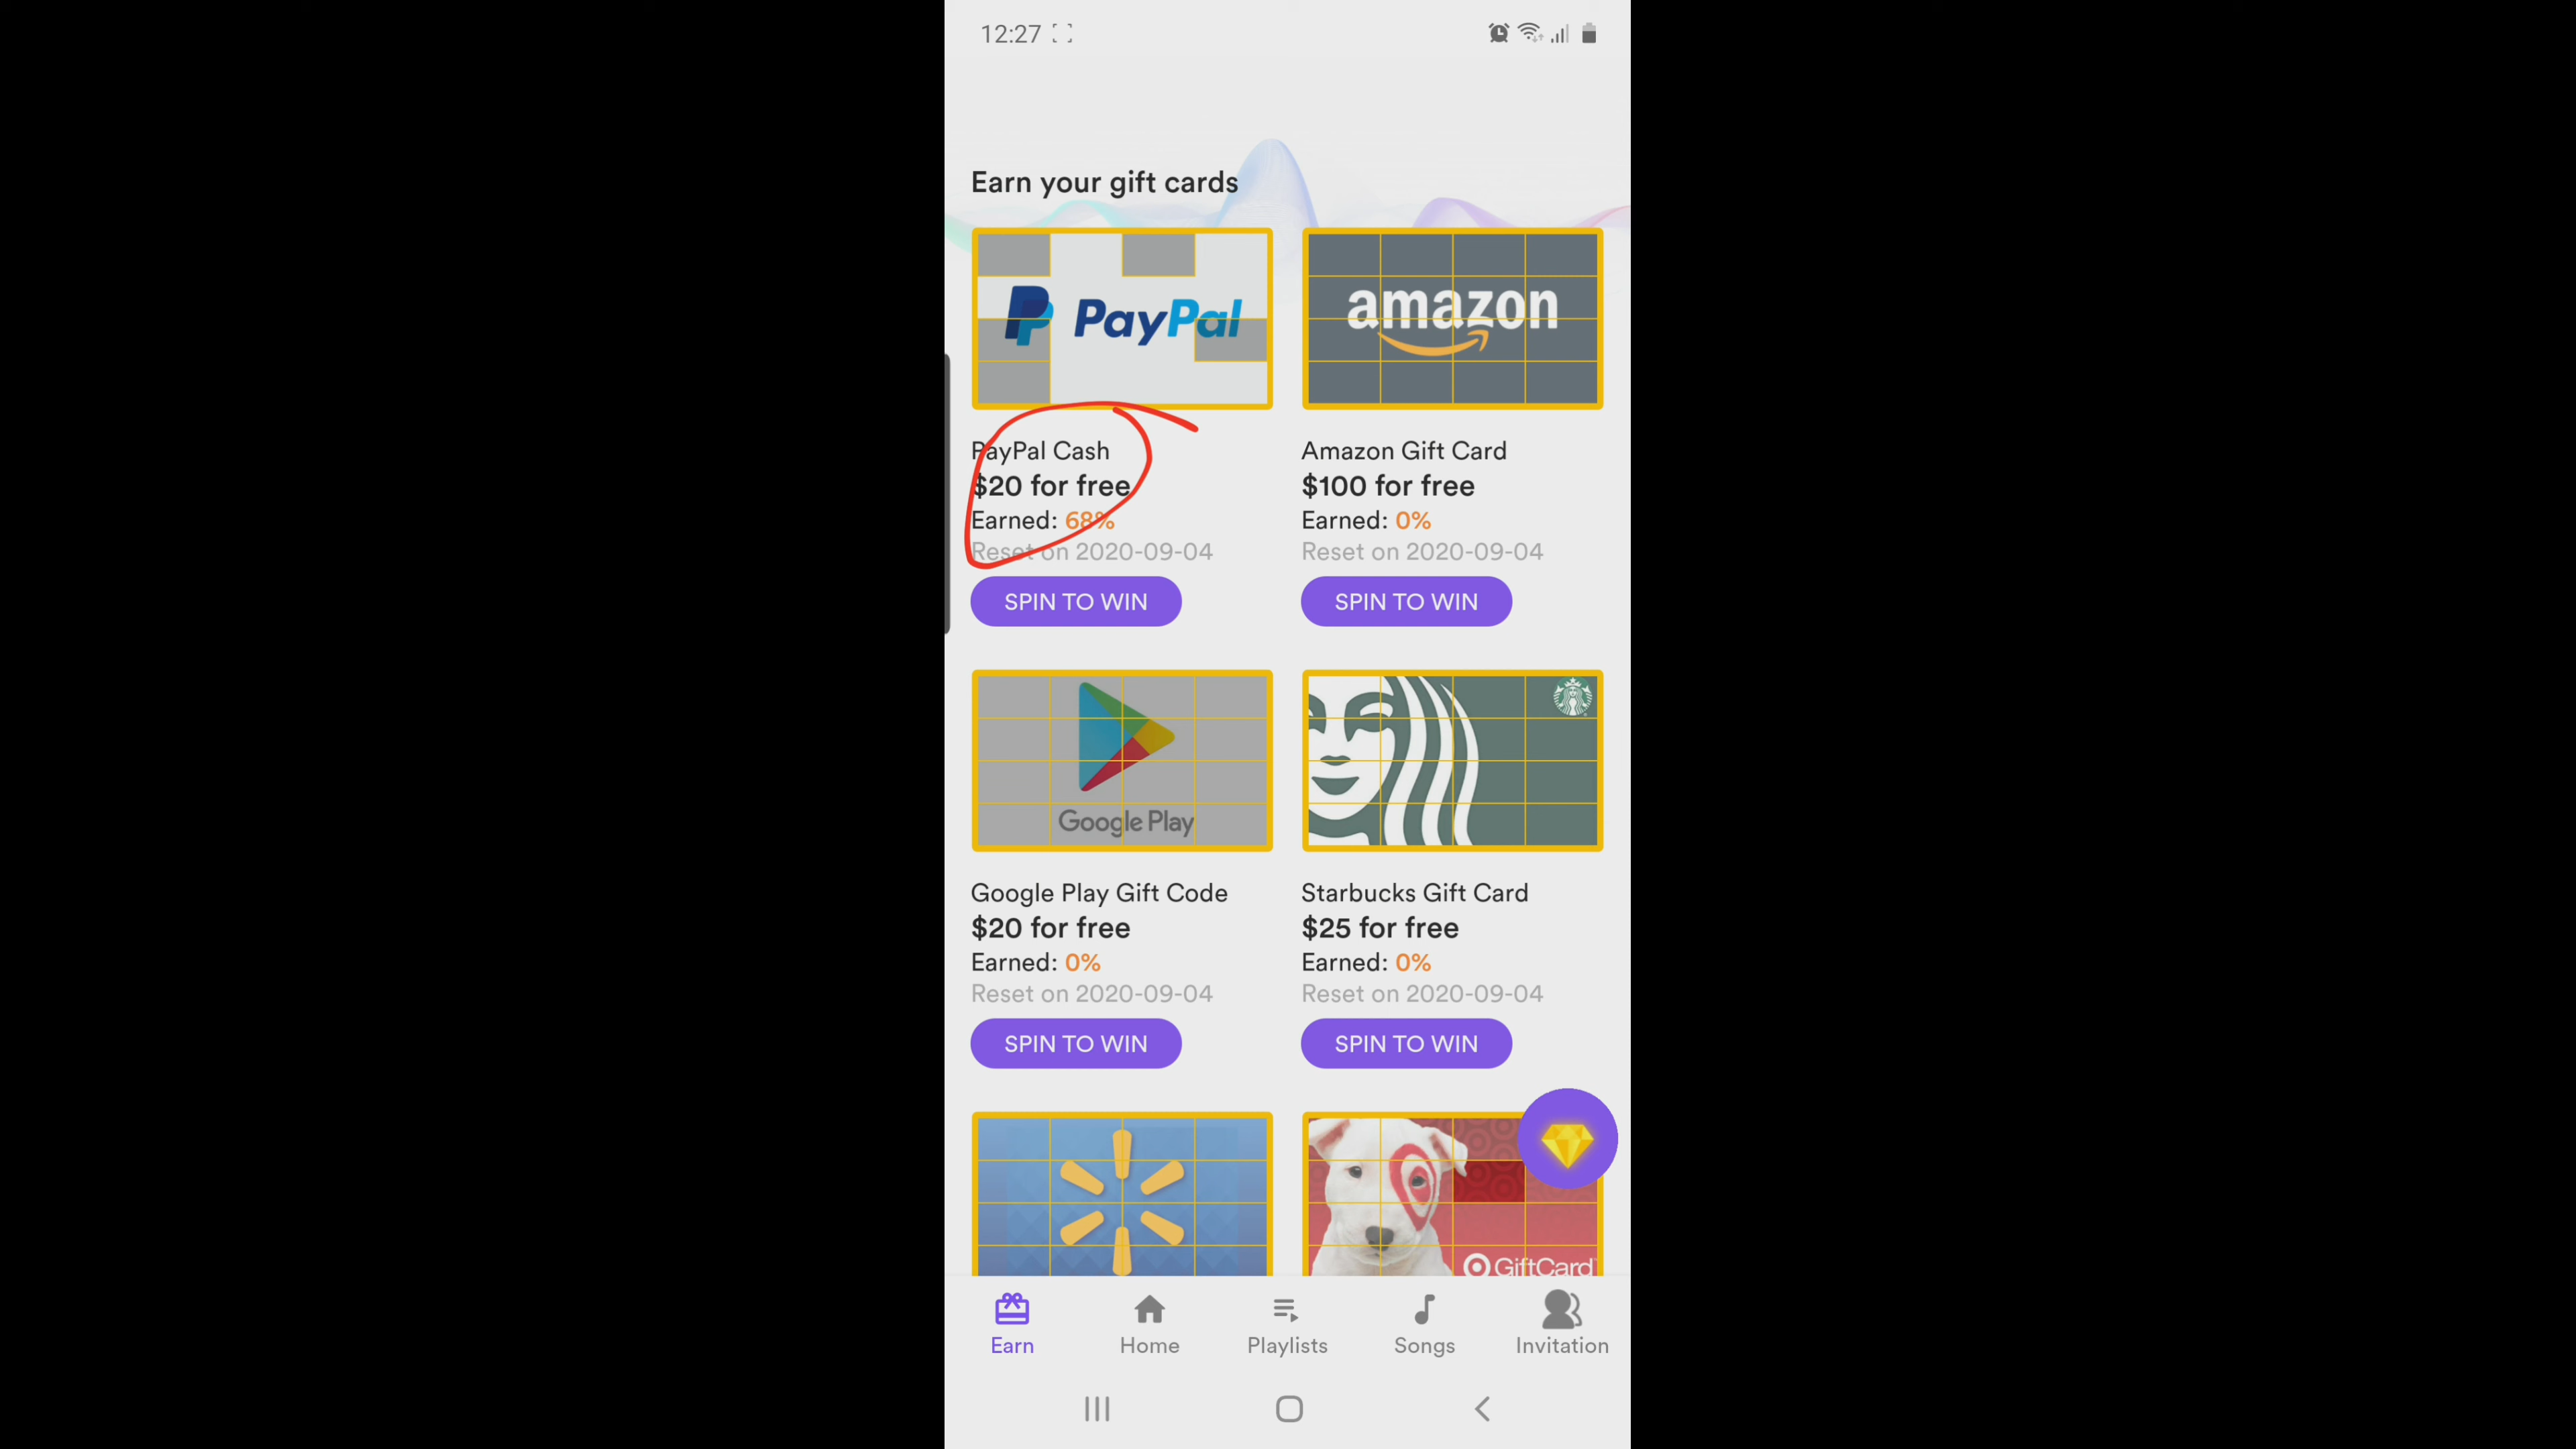 12:27
Earn your gift cards
PayPal
amazon
PayPal Cash
$20 for free
Earned: 68%
Reset on 2020-09-04
SPIN TO WIN
Amazon Gift Card
$100 for free
Earned: 0%
Reset on 2020-09-04
SPIN TO WIN
Google Play
Google Play Gift Code
$20 for free
Earned: 0%
Reset on 2020-09-04
SPIN TO WIN
Starbucks Gift Card
$25 for free
Earned: 0%
Reset on 2020-09-04
SPIN TO WIN
GiftCard
Earn
Home
Playlists
Songs
Invitation